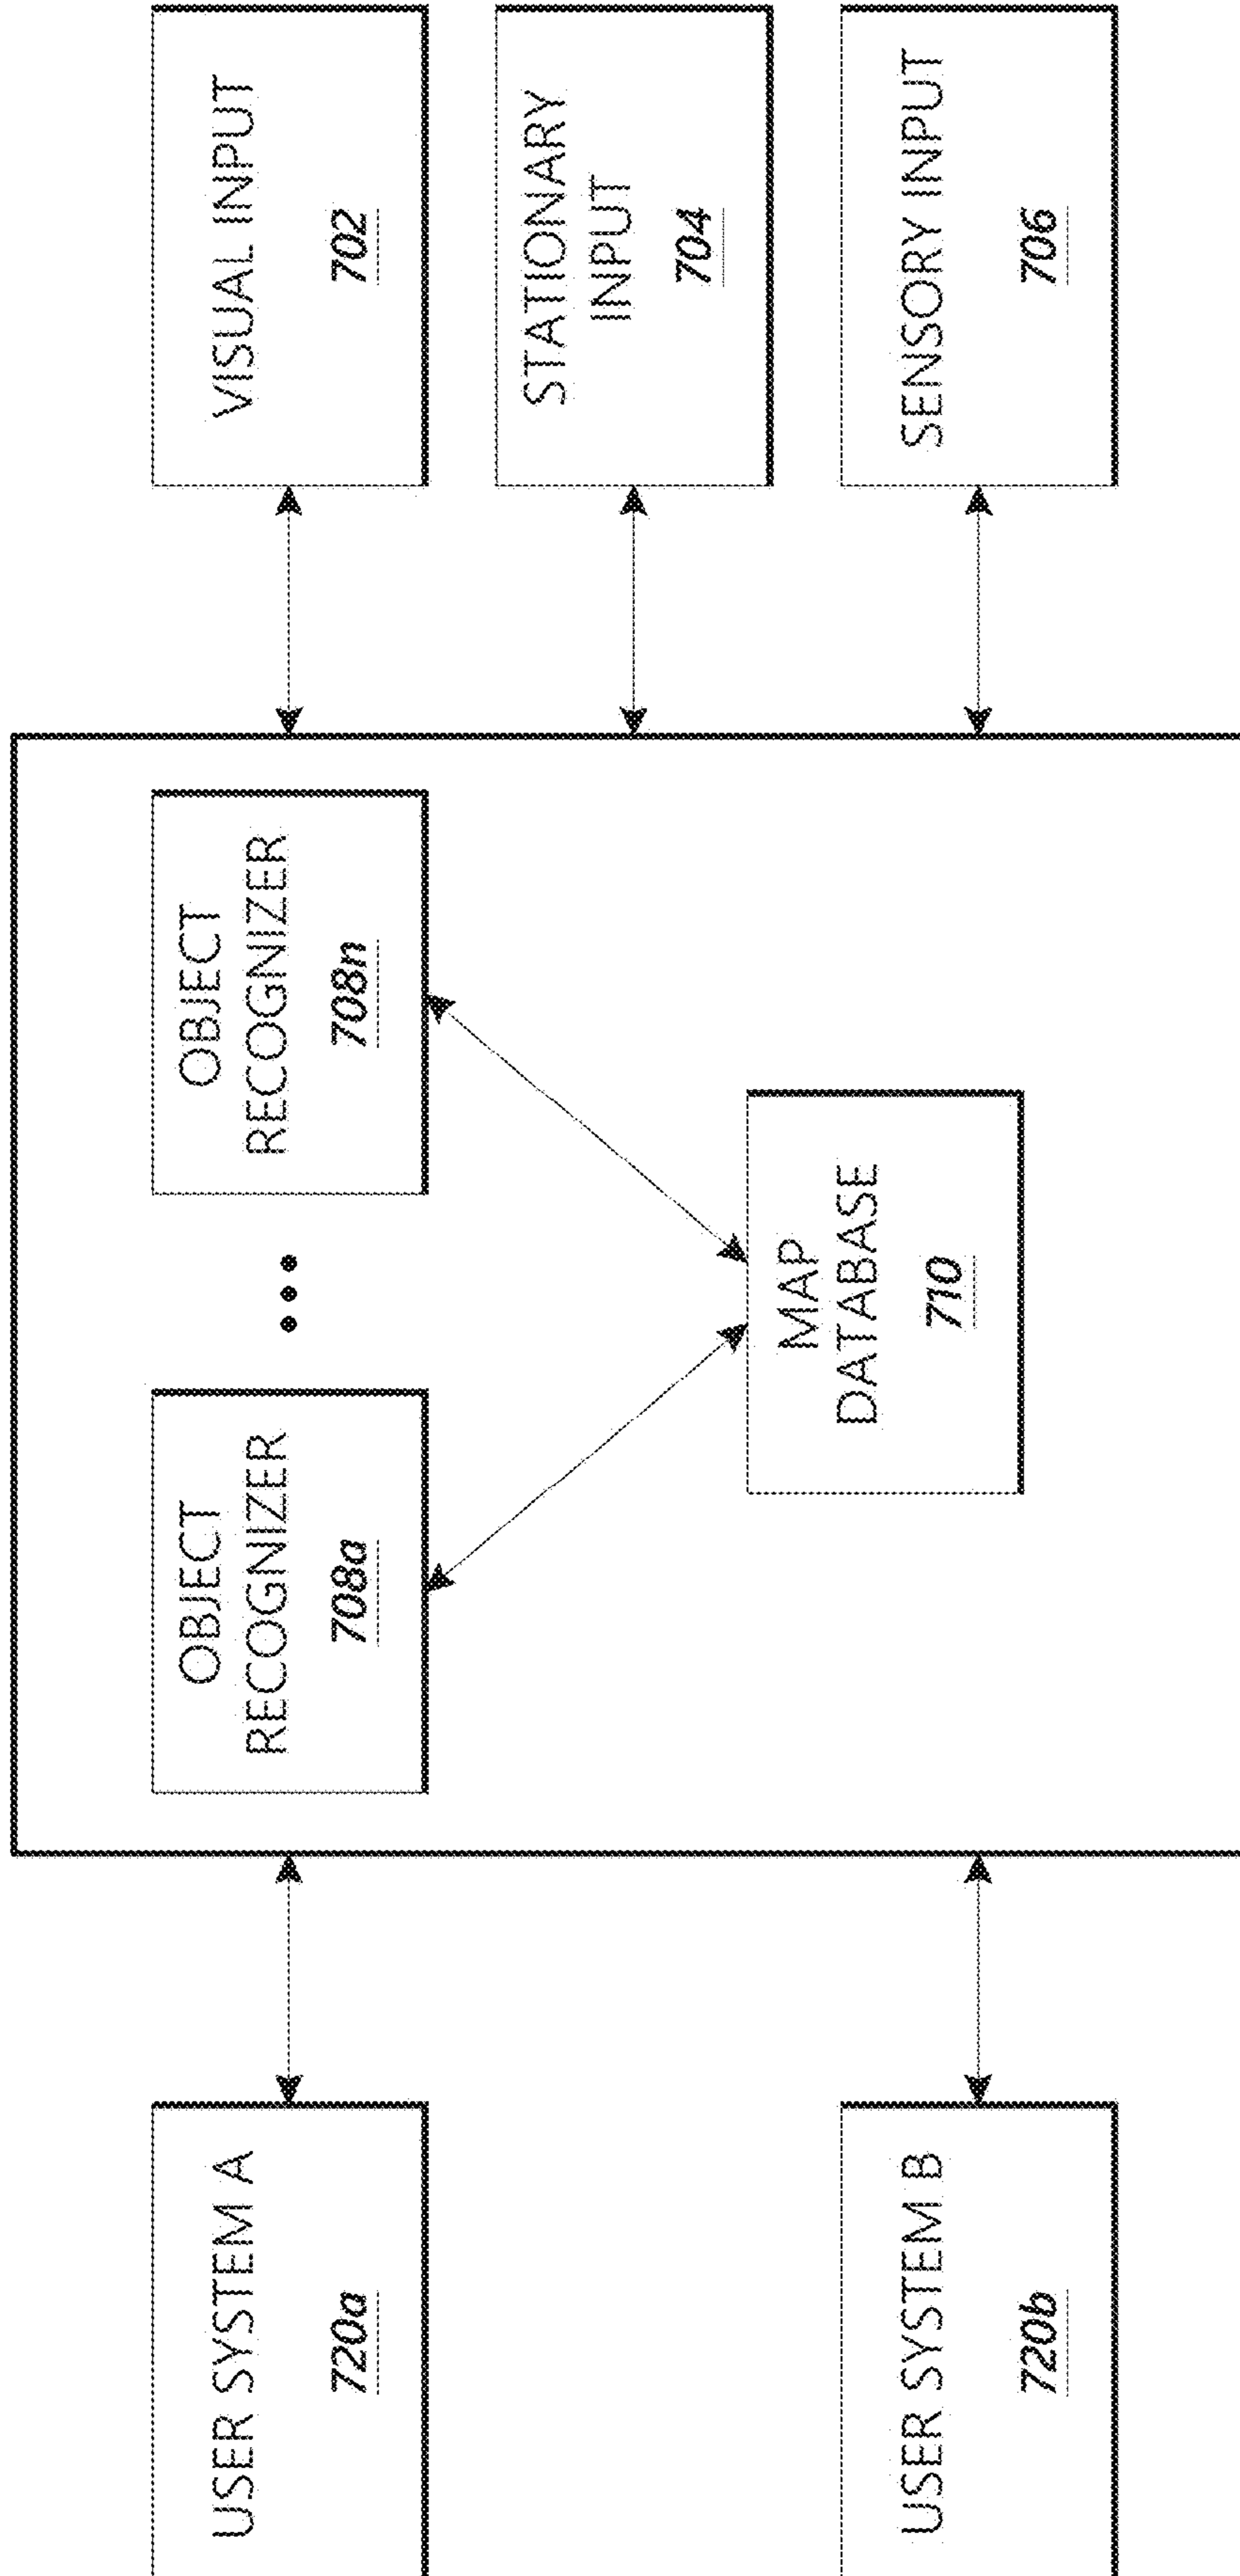 USER SYSTEM A
720a
USER SYSTEM B
720b
OBJECT
RECOGNIZER
708a
OBJECT
RECOGNIZER
708n
MAP
DATABASE
710
VISUAL INPUT
702
STATIONARY
INPUT
704
SENSORY INPUT
706